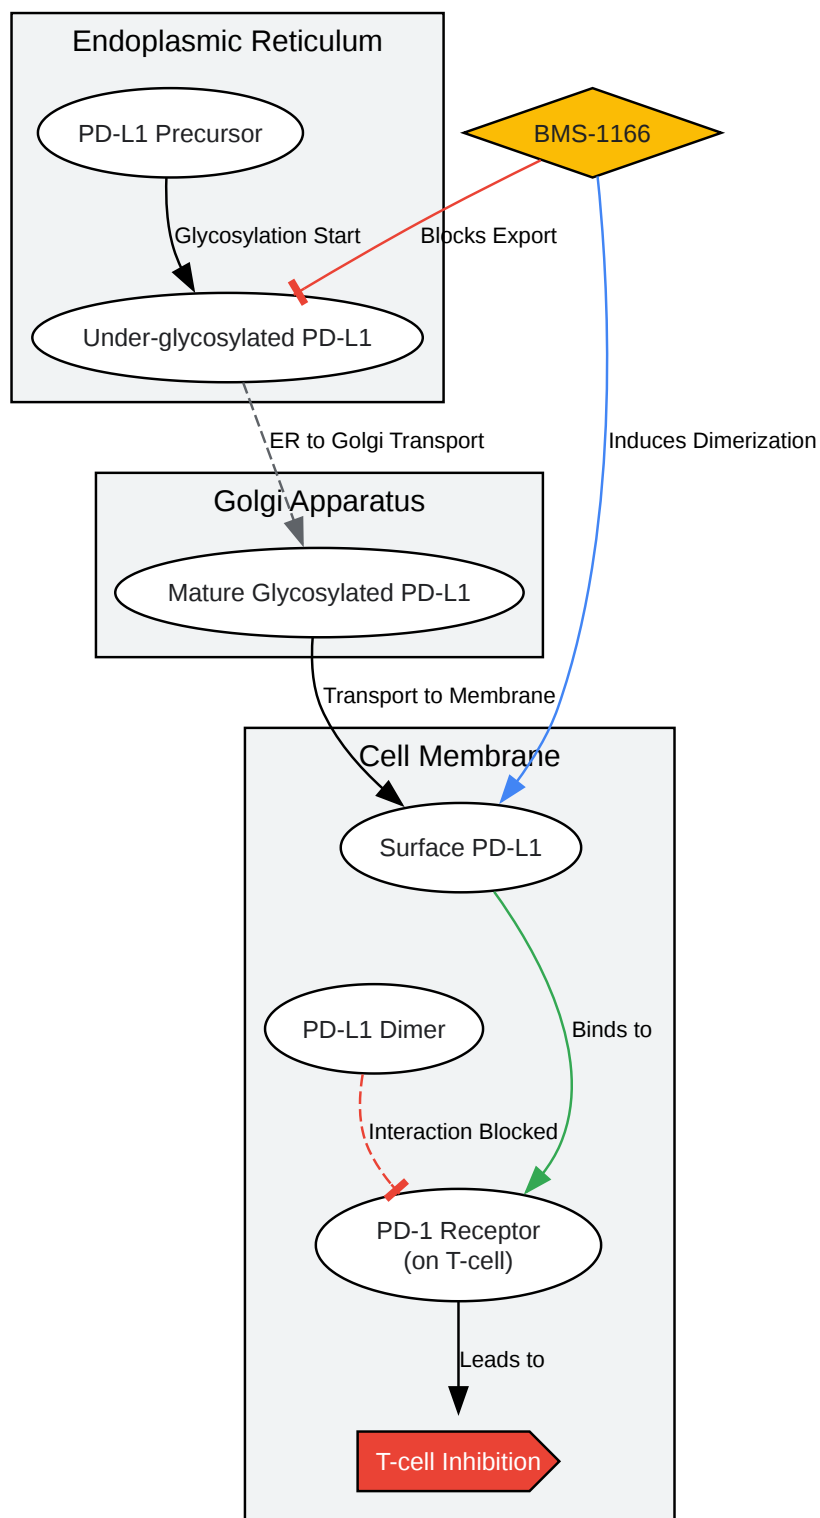 Endoplasmic Reticulum
PD-L1 Precursor
BMS-1166
Glycosylation Start
Blocks Export
Under-glycosylated PD-L1
ER to Golgi Transport
Induces Dimerization
Golgi Apparatus
Mature Glycosylated PD-L1
Transport to Membrane
Cell Membrane
Surface PD-L1
PD-L1 Dimer
Binds to
Interaction Blocked
PD-1 Receptor
(on T-cell)
Leads to
T-cell Inhibition